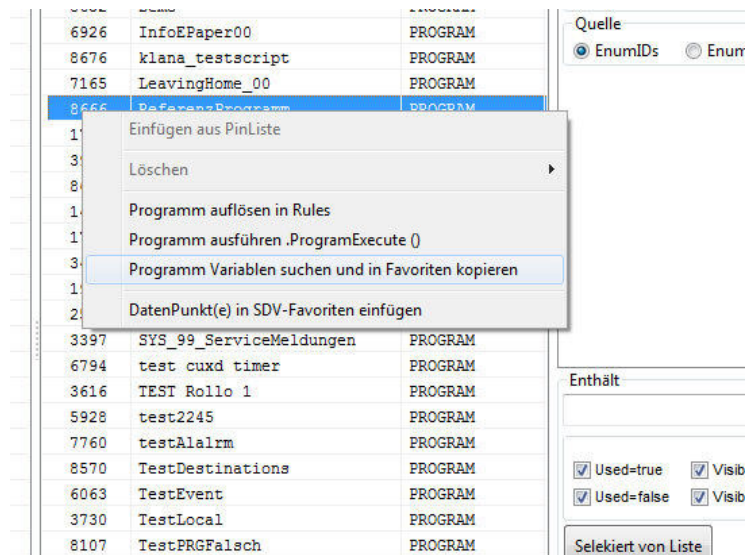 6926 InfoEPaper00 PROGRAM
8676 klana_testscript PROGRAM
7165 LeavingHome_00 PROGRAM
8666 ReferenzProgramm PROGRAM
Einfügen aus PinListe
Löschen
Programm auflösen in Rules
Programm ausführen .ProgramExecute ()
Programm Variablen suchen und in Favoriten kopieren
DatenPunkt(e) in SDV-Favoriten einfügen
3397 SYS_99_ServiceMeldungen PROGRAM
6794 test cuxd timer PROGRAM
3616 TEST Rollo 1 PROGRAM
5928 test2245 PROGRAM
7760 testAlalrm PROGRAM
8570 TestDestinations PROGRAM
6063 TestEvent PROGRAM
3730 TestLocal PROGRAM
8107 TestPRGFalsch PROGRAM
Quelle
EnumIDs Enum
Enthält
Used=true Visib
Used=false Visib
Selekiert von Liste